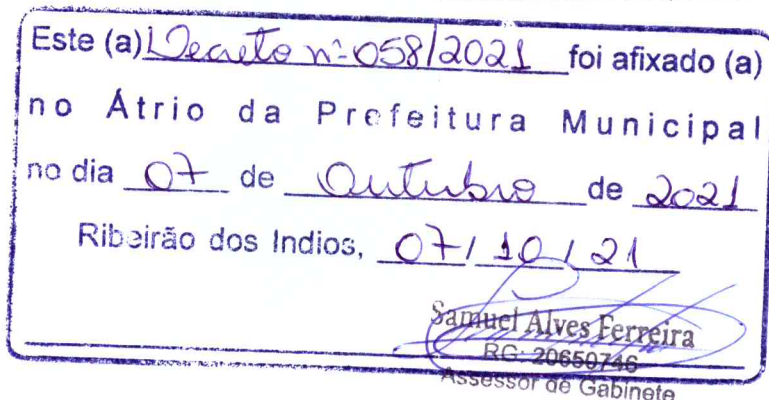 Este (a) Decreto nº 058/2021 foi afixado (a)
no Átrio da Prefeitura Municipal
no dia 07 de Outubro de 2021
Ribeirão dos Indios, 07/10/21
Samuel Alves Ferreira
RG: 20650746
Assessor de Gabinete